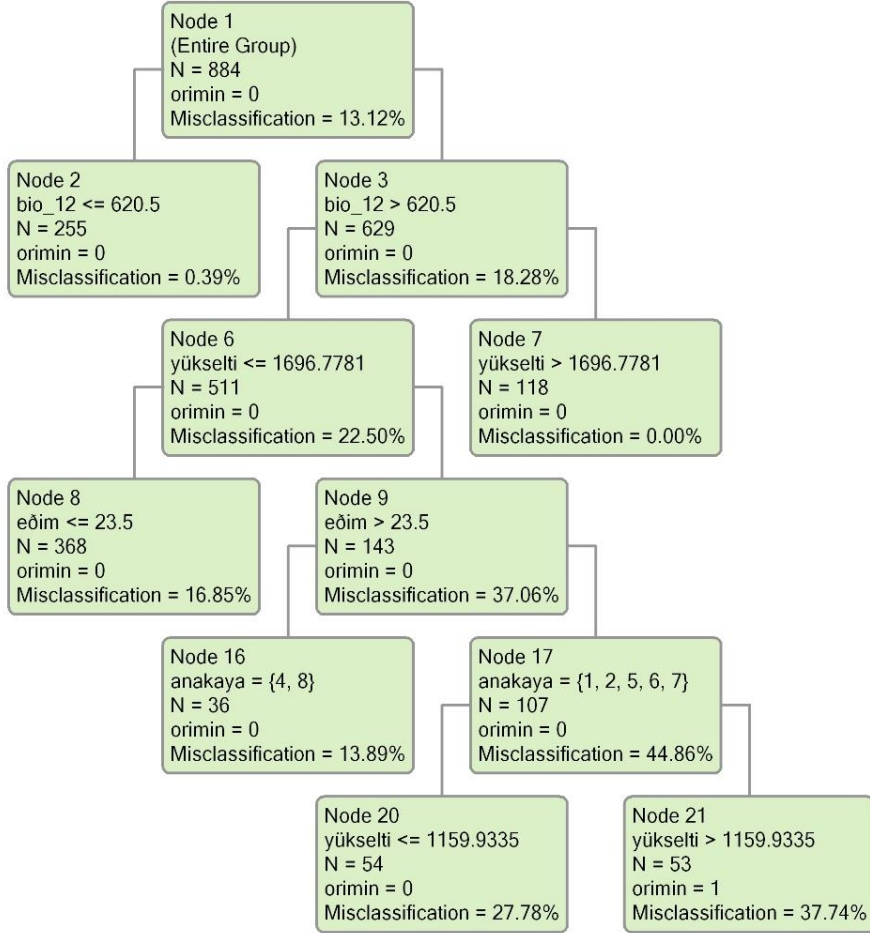 Node 1
(Entire Group)
N = 884
orimin = 0
Misclassification = 13.12%
Node 2
bio_12 <= 620.5
N = 255
orimin = 0
Misclassification = 0.39%
Node 3
bio_12 > 620.5
N = 629
orimin = 0
Misclassification = 18.28%
Node 6
yükselti <= 1696.7781
N = 511
orimin = 0
Misclassification = 22.50%
Node 7
yükselti > 1696.7781
N = 118
orimin = 0
Misclassification = 0.00%
Node 8
eðim <= 23.5
N = 368
orimin = 0
Misclassification = 16.85%
Node 9
eðim > 23.5
N = 143
orimin = 0
Misclassification = 37.06%
Node 16
anakaya = {4, 8}
N = 36
orimin = 0
Misclassification = 13.89%
Node 17
anakaya = {1, 2, 5, 6, 7}
N = 107
orimin = 0
Misclassification = 44.86%
Node 20
yükselti <= 1159.9335
N = 54
orimin = 0
Misclassification = 27.78%
Node 21
yükselti > 1159.9335
N = 53
orimin = 1
Misclassification = 37.74%